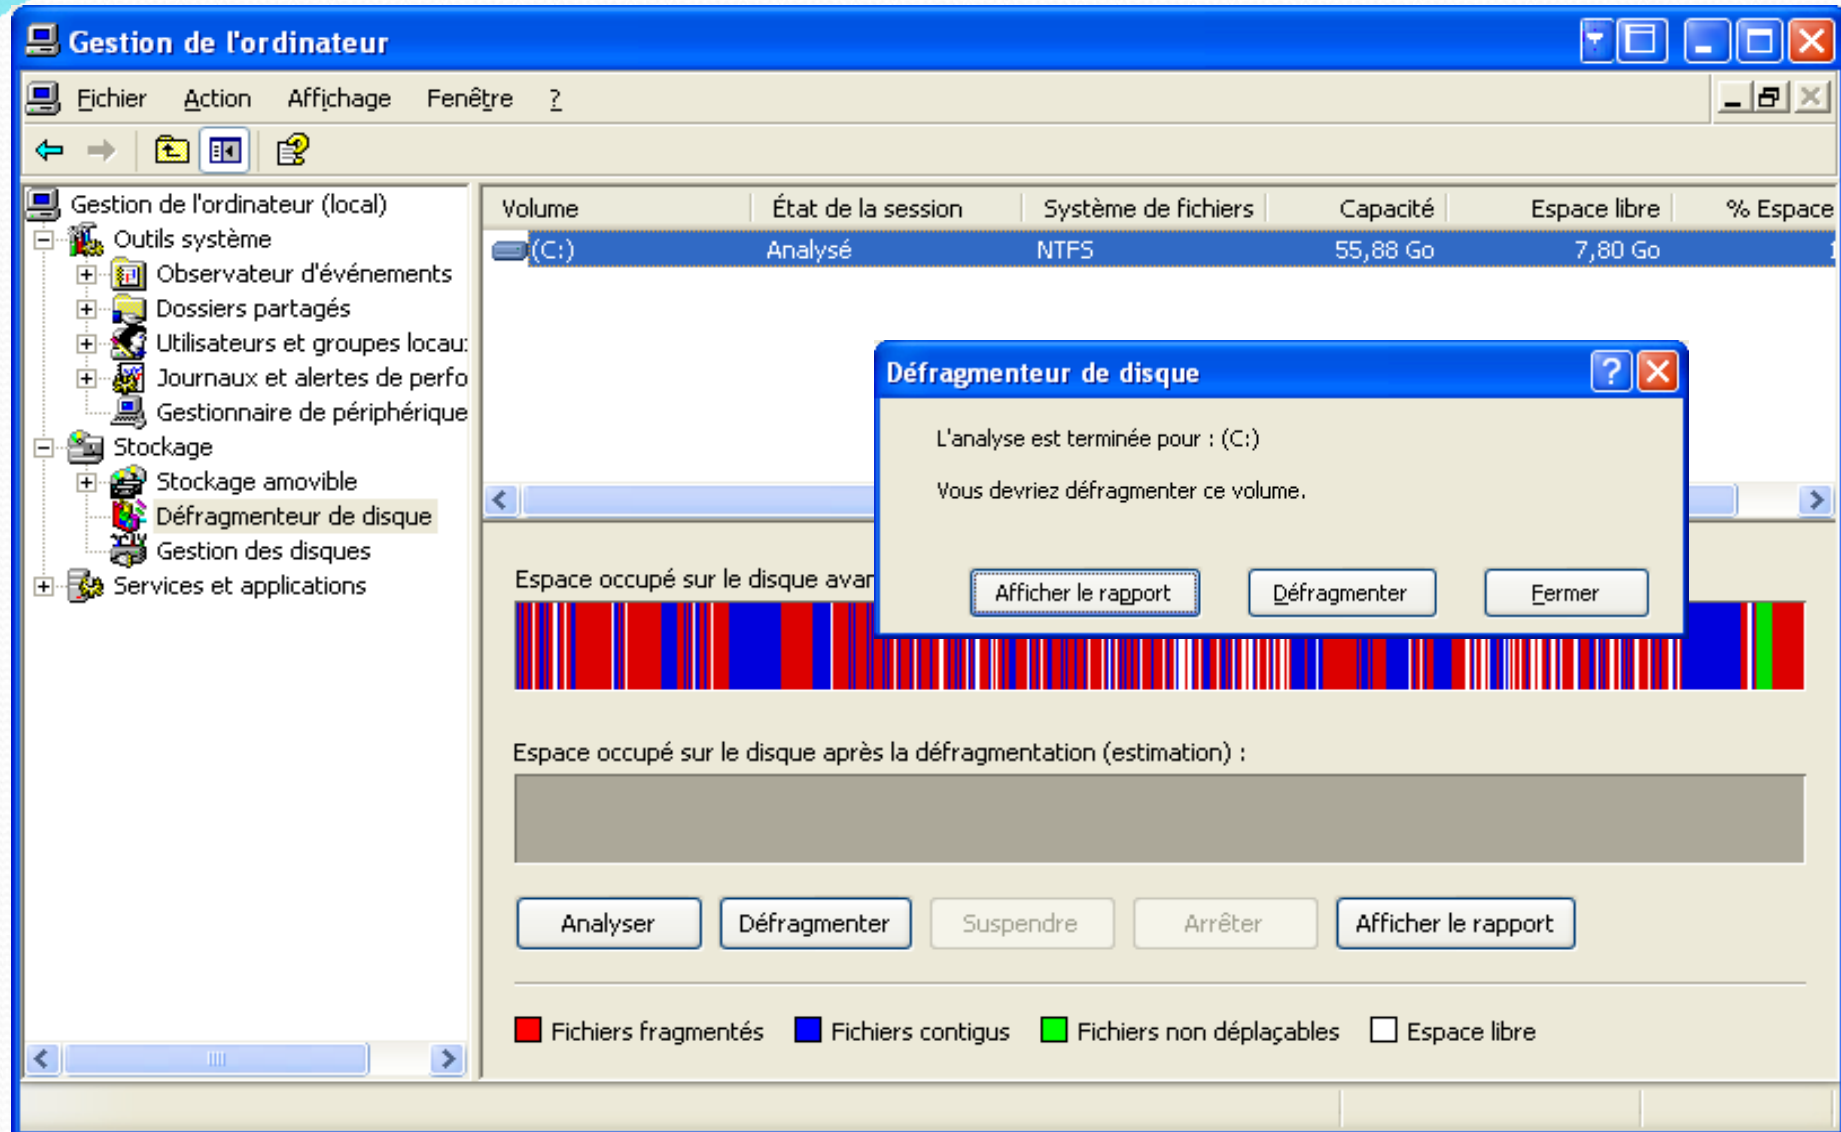 Gestion de l'ordinateur
Fichier Action Affichage Fenêtre ?
Gestion de l'ordinateur (local)
Outils système
Observateur d'événements
Dossiers partagés
Utilisateurs et groupes locau
Journaux et alertes de perfo
Gestionnaire de périphérique
Stockage
Stockage amovible
Défragmenteur de disque
Gestion des disques
Services et applications
Volume État de la session Système de fichiers Capacité Espace libre % Espace
(C:) Analysé NTFS 55,88 Go 7,80 Go 1
Défragmenteur de disque
L'analyse est terminée pour : (C:)
Vous devriez défragmenter ce volume.
Afficher le rapport Défragmenter Fermer
Espace occupé sur le disque avan
Espace occupé sur le disque après la défragmentation (estimation) :
Analyser Défragmenter Suspendre Arrêter Afficher le rapport
Fichiers fragmentés Fichiers contigus Fichiers non déplaçables Espace libre